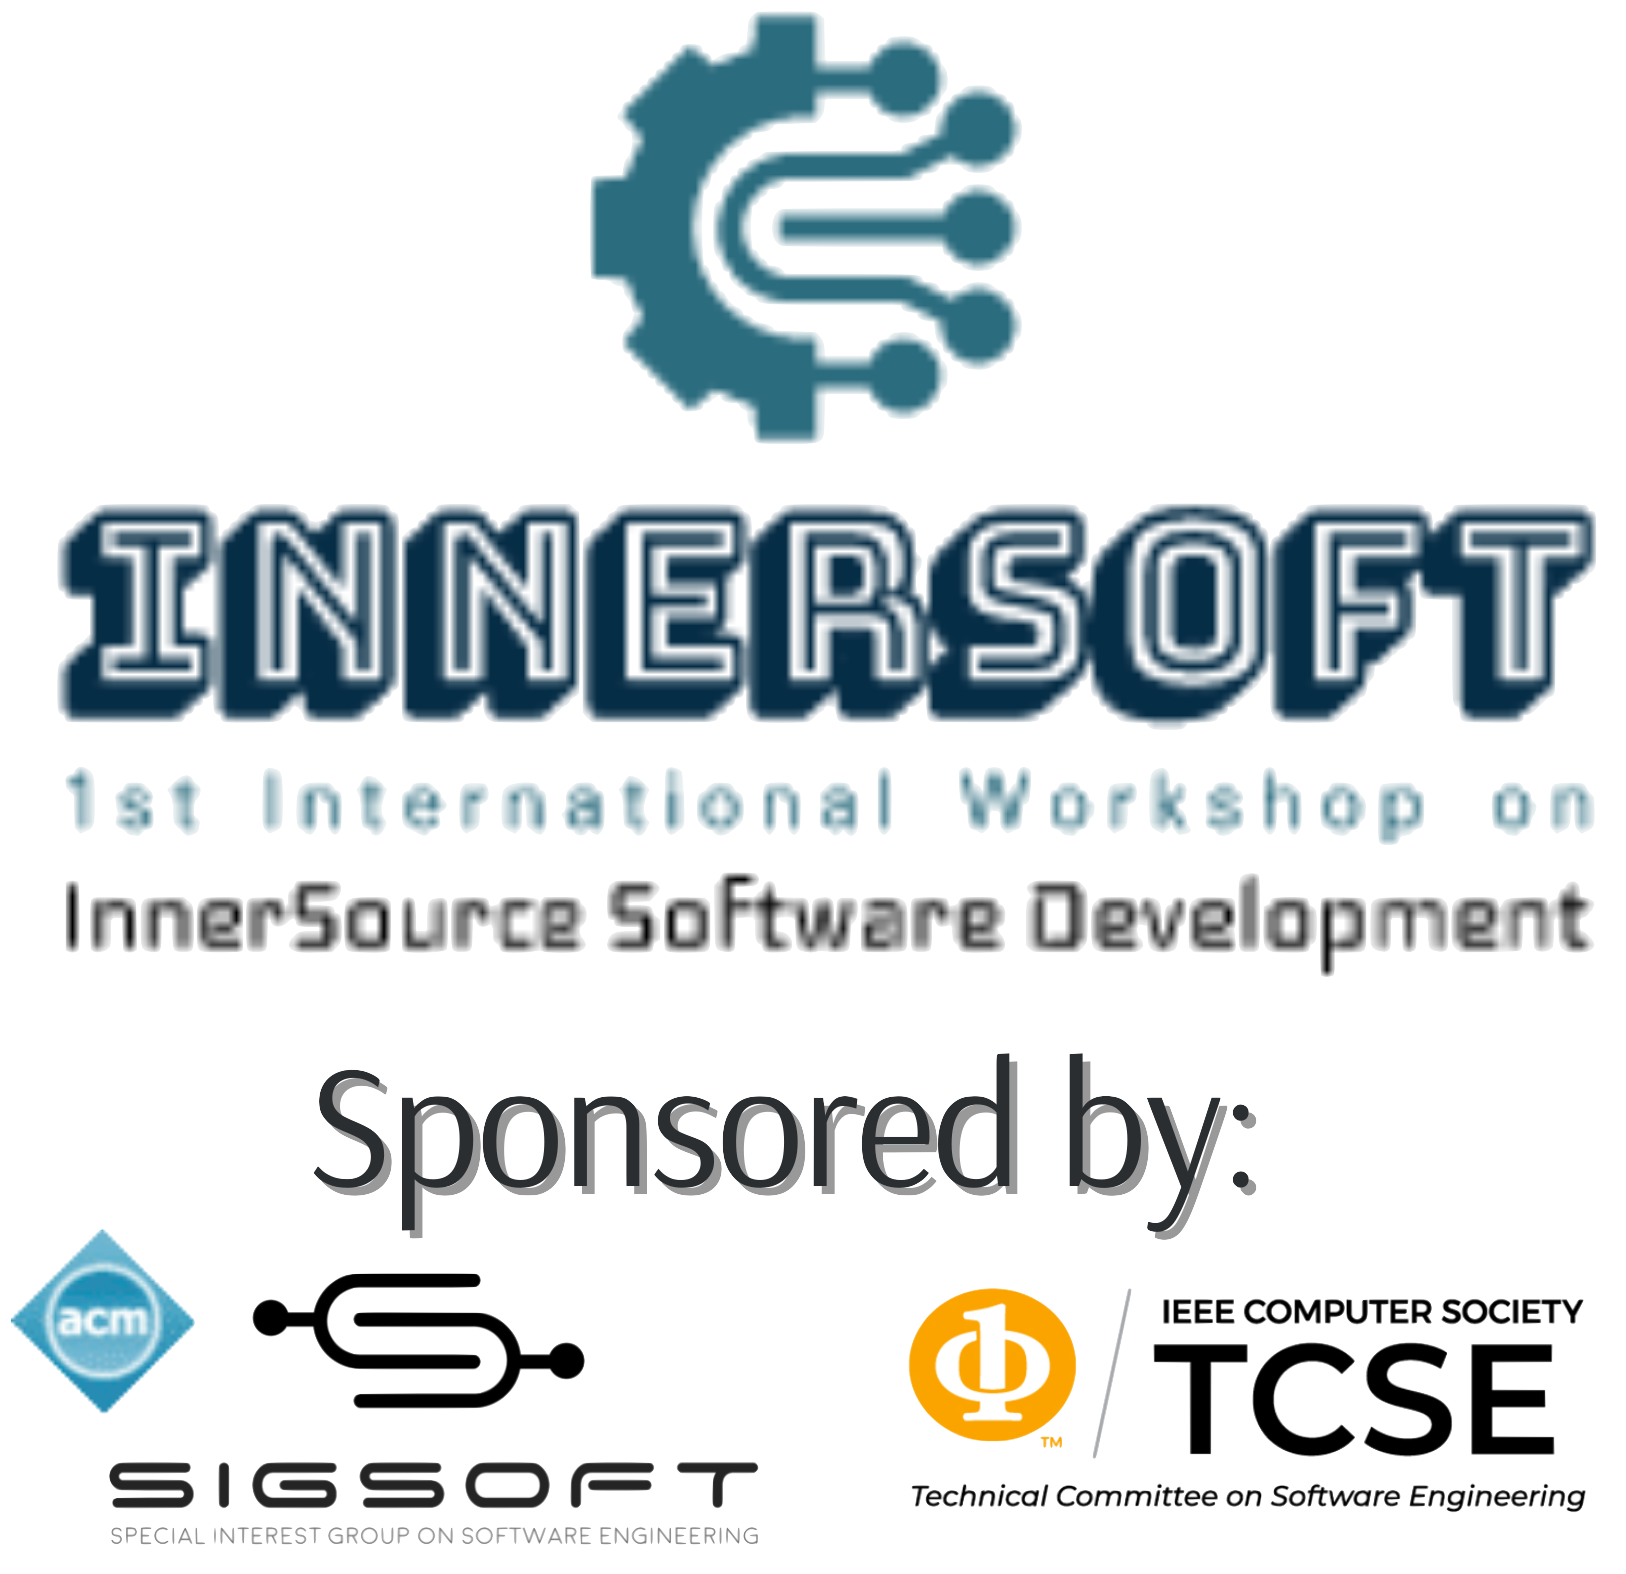 INNERSOFT
1st International Workshop on
InnerSource Software Development
Sponsored by:
acm
SIGSOFT
SPECIAL INTEREST GROUP ON SOFTWARE ENGINEERING
TM
IEEE COMPUTER SOCIETY
TCSE
Technical Committee on Software Engineering